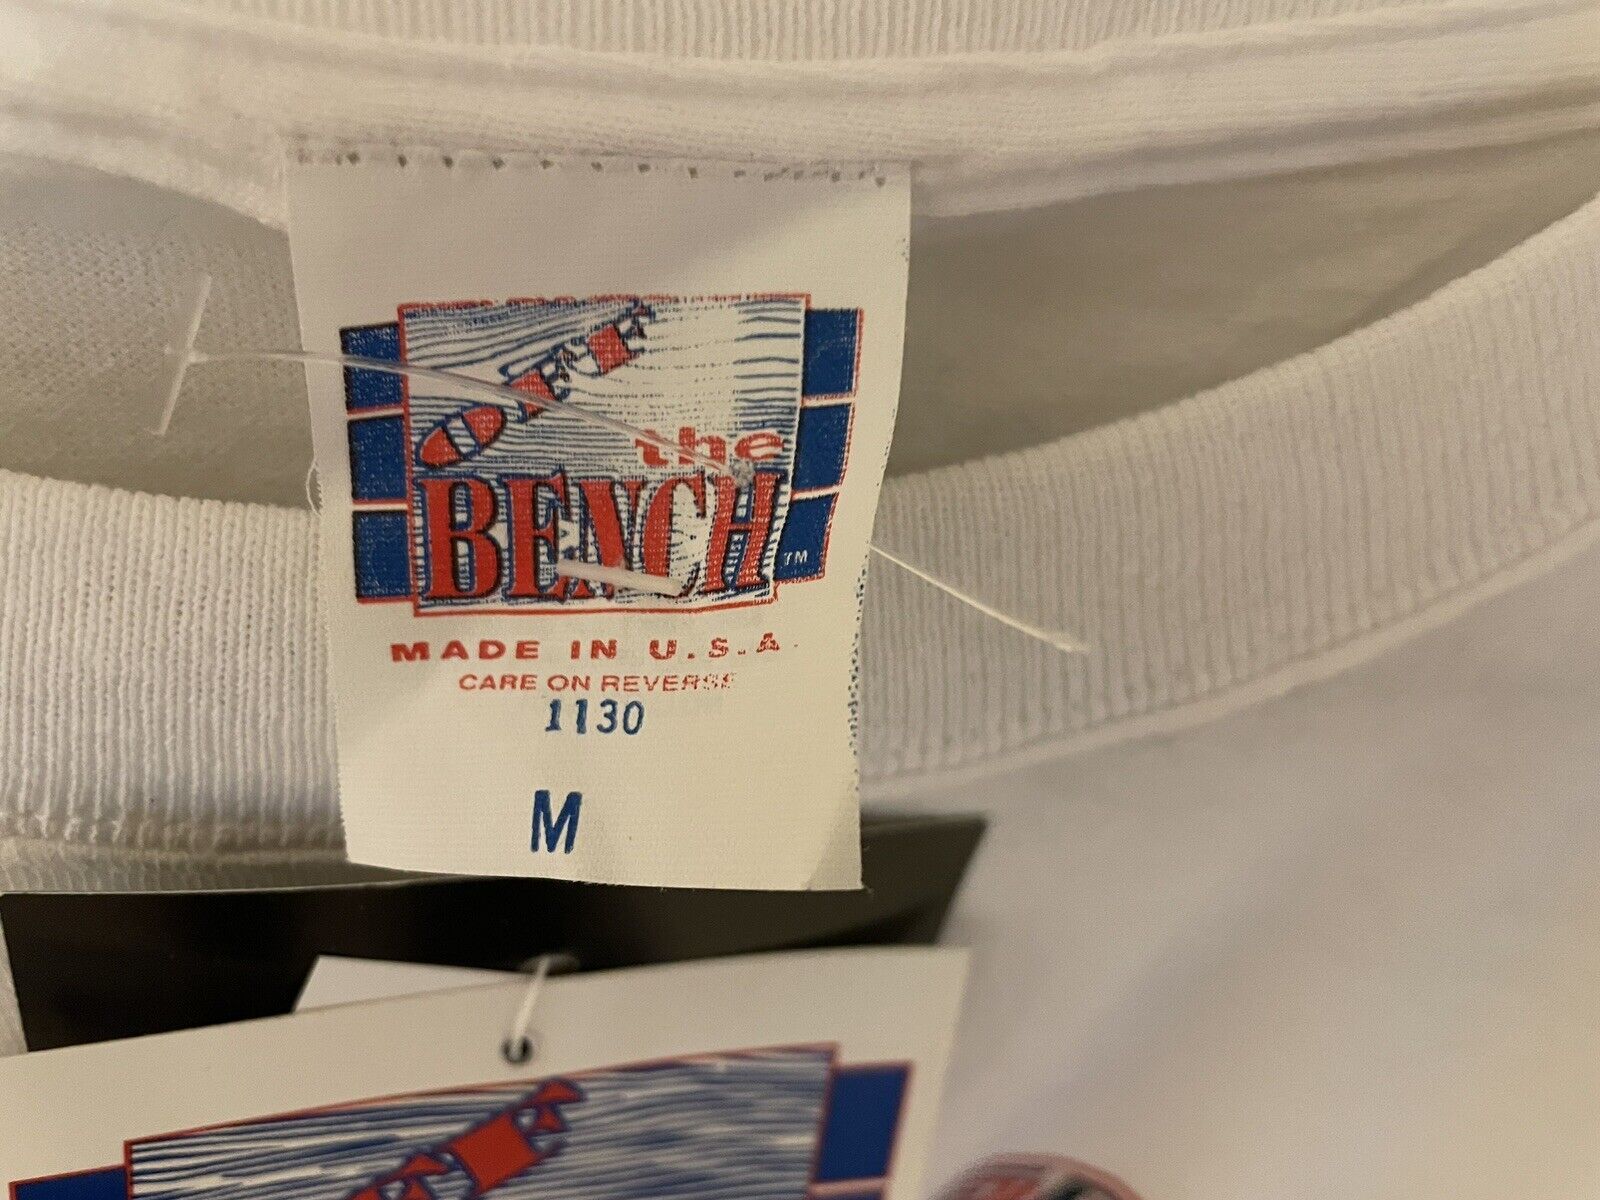 OFF
the
BENCH
TM
MADE IN U.S.A.
CARE ON REVERSE
1130
M